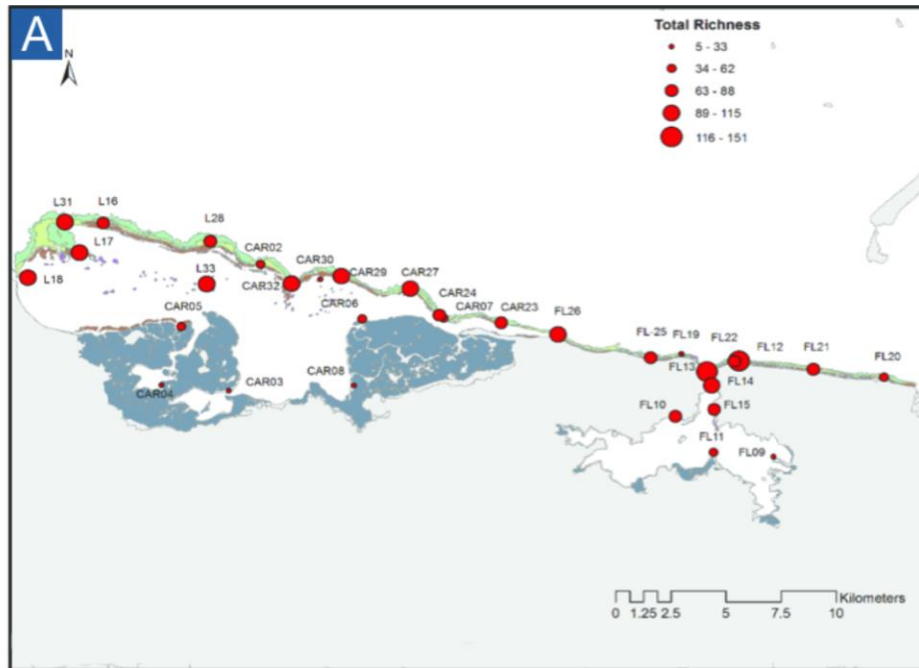 A
N
Total Richness
5 - 33
34 - 62
63 - 88
89 - 115
116 - 151
L31
L16
L28
L17
CAR02
L18
L33
CAR30
CAR29
CAR27
CAR32
CAR06
CAR24
CAR07
CAR23
CAR05
FL26
FL-25
FL19
FL22
FL12
FL21
FL20
FL13
FL14
CAR04
CAR03
CAR08
FL10
FL15
FL11
FL09
Kilometers
0 1.25 2.5 5 7.5 10